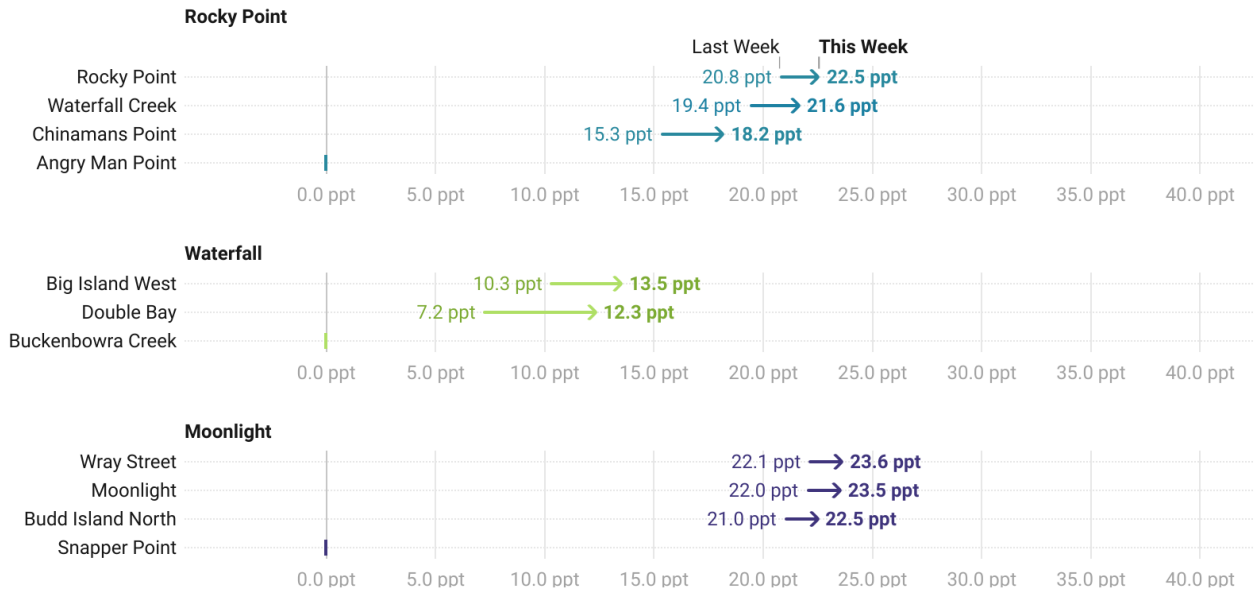 Rocky Point
Last Week This Week
Rocky Point 20.8 ppt 22.5 ppt
Waterfall Creek 19.4 ppt 21.6 ppt
Chinamans Point 15.3 ppt 18.2 ppt
Angry Man Point
0.0 ppt 5.0 ppt 10.0 ppt 15.0 ppt 20.0 ppt 25.0 ppt 30.0 ppt 35.0 ppt 40.0 ppt
Waterfall
Big Island West 10.3 ppt 13.5 ppt
Double Bay 7.2 ppt 12.3 ppt
Buckenbowra Creek
0.0 ppt 5.0 ppt 10.0 ppt 15.0 ppt 20.0 ppt 25.0 ppt 30.0 ppt 35.0 ppt 40.0 ppt
Moonlight
Wray Street 22.1 ppt 23.6 ppt
Moonlight 22.0 ppt 23.5 ppt
Budd Island North 21.0 ppt 22.5 ppt
Snapper Point
0.0 ppt 5.0 ppt 10.0 ppt 15.0 ppt 20.0 ppt 25.0 ppt 30.0 ppt 35.0 ppt 40.0 ppt